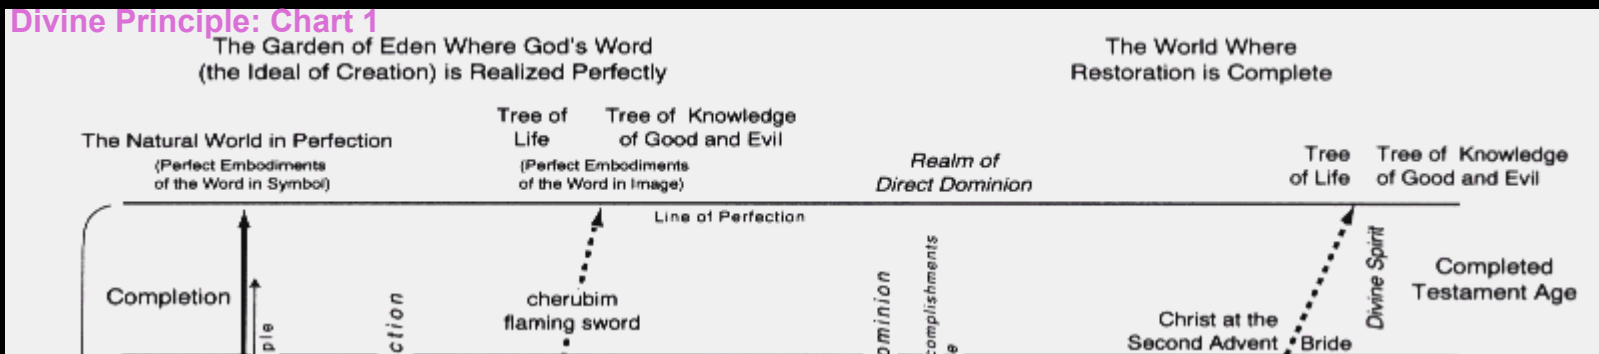 Divine Principle: Chart 1
The Garden of Eden Where God's Word
(the Ideal of Creation) is Realized Perfectly
The World Where
Restoration is Complete
The Natural World in Perfection
(Perfect Embodiments
of the Word in Symbol)
Tree of
Life
Tree of Knowledge
of Good and Evil
(Perfect Embodiments
of the Word in Image)
Realm of
Direct Dominion
Tree
of Life
Tree of Knowledge
of Good and Evil
Line of Perfection
Completion
cherubim
flaming sword
Divine Spirit
Completed
Testament Age
Christ at the
Second Advent
Bride